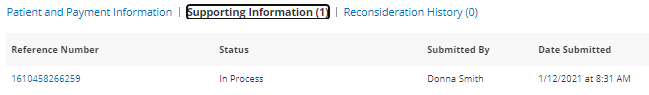 Patient and Payment Information | Supporting Information (1) | Reconsideration History (0)
Reference Number Status Submitted By Date Submitted
1610458266259 In Process Donna Smith 1/12/2021 at 8:31 AM